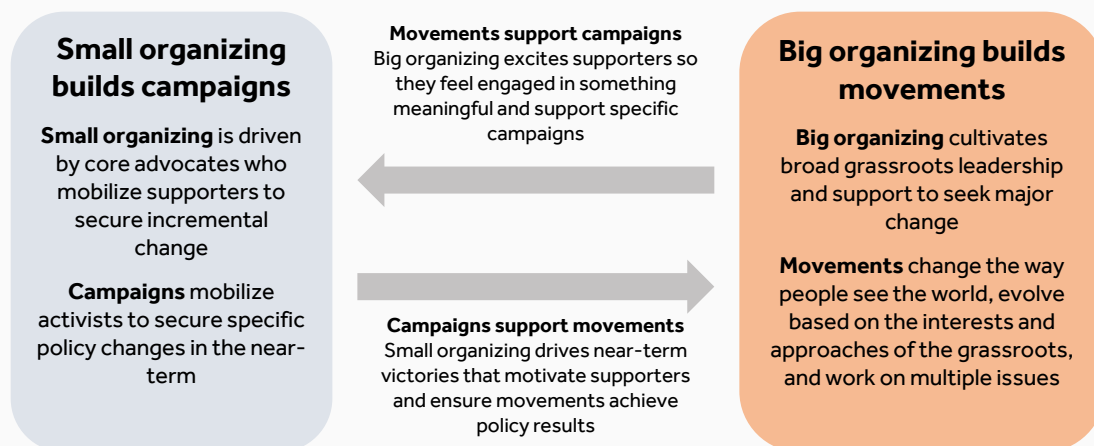 Small organizing
builds campaigns
Small organizing is driven
by core advocates who
mobilize supporters to
secure incremental
change
Campaigns mobilize
activists to secure specific
policy changes in the near-
term
Movements support campaigns
Big organizing excites supporters so
they feel engaged in something
meaningful and support specific
campaigns
Campaigns support movements
Small organizing drives near-term
victories that motivate supporters
and ensure movements achieve
policy results
Big organizing builds
movements
Big organizing cultivates
broad grassroots leadership
and support to seek major
change
Movements change the way
people see the world, evolve
based on the interests and
approaches of the grassroots,
and work on multiple issues